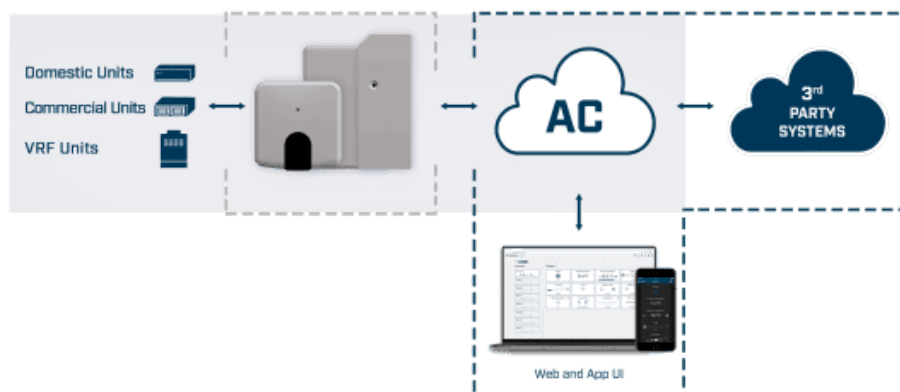 Domestic Units
Commercial Units
VRF Units
AC
3rd
PARTY
SYSTEMS
Web and App UI